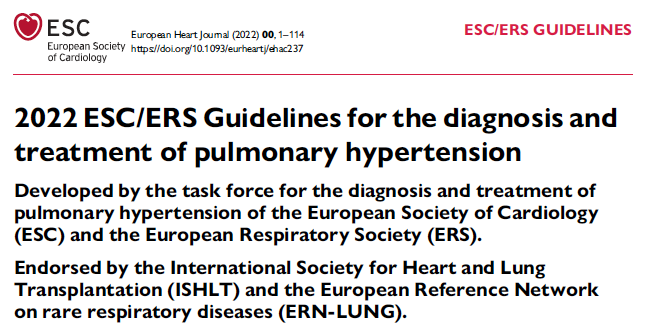 ESC
European Society
of Cardiology
European Heart Journal (2022) 00, 1–114
https://doi.org/10.1093/eurheartj/ehac237
ESC/ERS GUIDELINES
2022 ESC/ERS Guidelines for the diagnosis and
treatment of pulmonary hypertension
Developed by the task force for the diagnosis and treatment of
pulmonary hypertension of the European Society of Cardiology
(ESC) and the European Respiratory Society (ERS).
Endorsed by the International Society for Heart and Lung
Transplantation (ISHLT) and the European Reference Network
on rare respiratory diseases (ERN-LUNG).